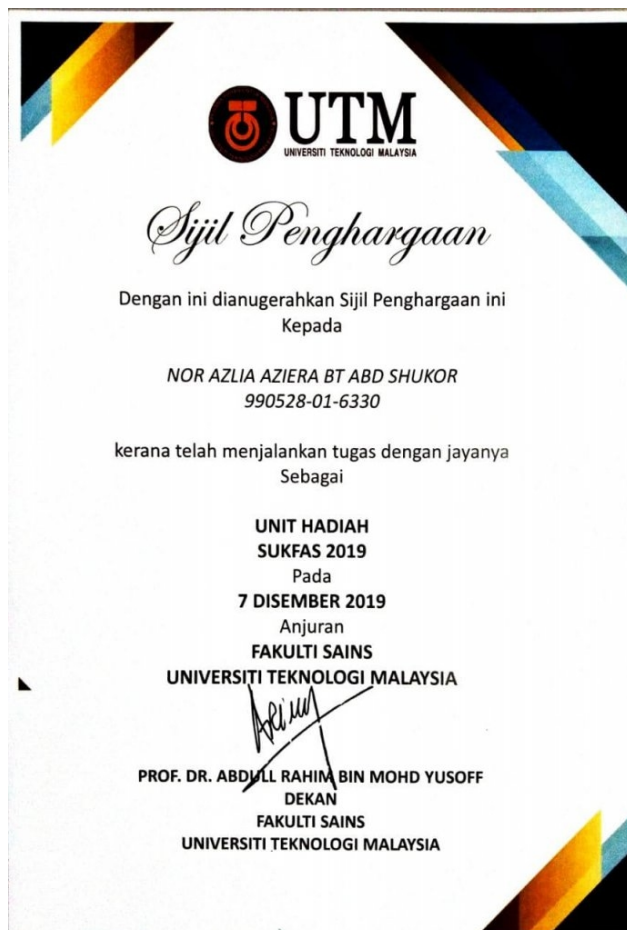 UTM
UNIVERSITI TEKNOLOGI MALAYSIA
Sijil Penghargaan
Dengan ini dianugerahkan Sijil Penghargaan ini
Kepada
NOR AZLIA AZIERA BT ABD SHUKOR
990528-01-6330
kerana telah menjalankan tugas dengan jayanya
Sebagai
UNIT HADIAH
SUKFAS 2019
Pada
7 DISEMBER 2019
Anjuran
FAKULTI SAINS
UNIVERSITI TEKNOLOGI MALAYSIA
PROF. DR. ABDULL RAHIM BIN MOHD YUSOFF
DEKAN
FAKULTI SAINS
UNIVERSITI TEKNOLOGI MALAYSIA